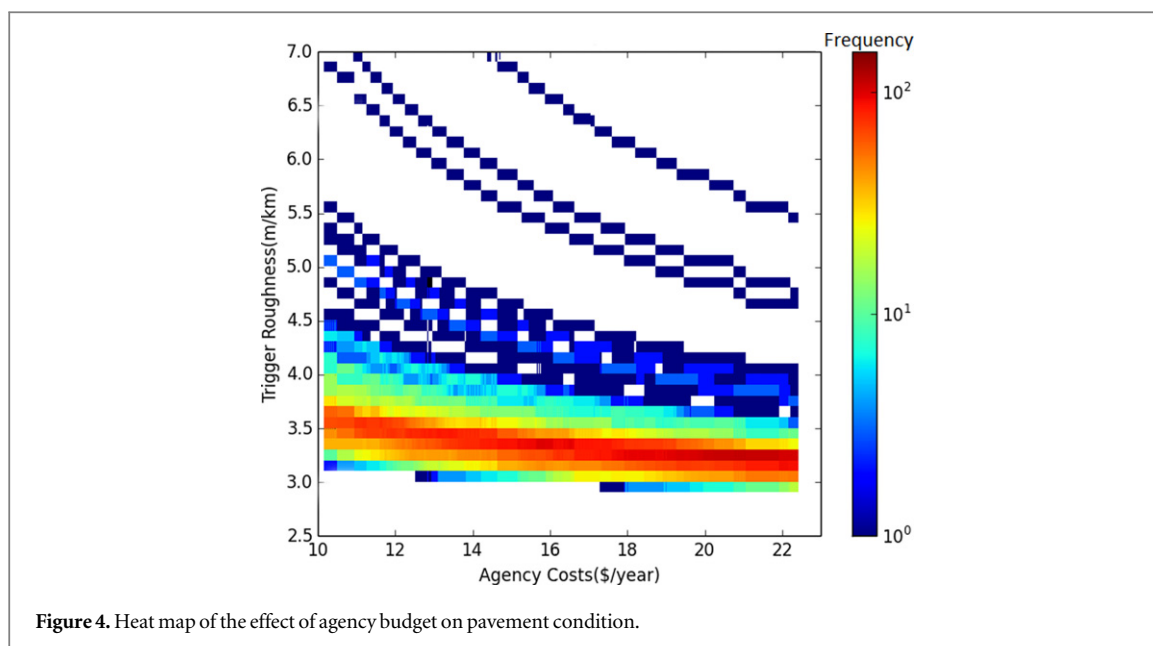 Frequency
7.0
6.5
6.0
5.5
5.0
4.5
4.0
3.5
3.0
2.5
Trigger Roughness(m/km)
10 12 14 16 18 20 22
Agency Costs($/year)
10²
10¹
10⁰
Figure 4. Heat map of the effect of agency budget on pavement condition.